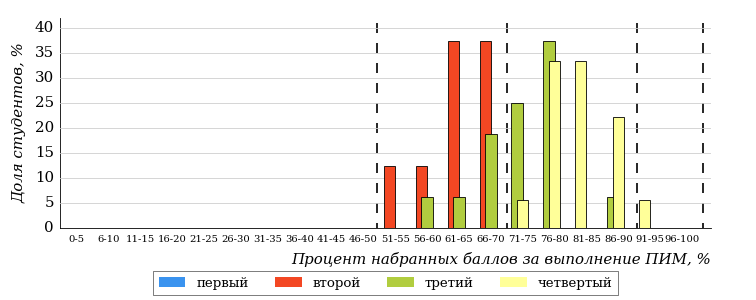 Доля студентов, %
40
35
30
25
20
15
10
5
0
0-5 6-10 11-15 16-20 21-25 26-30 31-35 36-40 41-45 46-50 51-55 56-60 61-65 66-70 71-75 76-80 81-85 86-90 91-95 96-100
Процент набранных баллов за выполнение ПИМ, %
первый второй третий четвертый